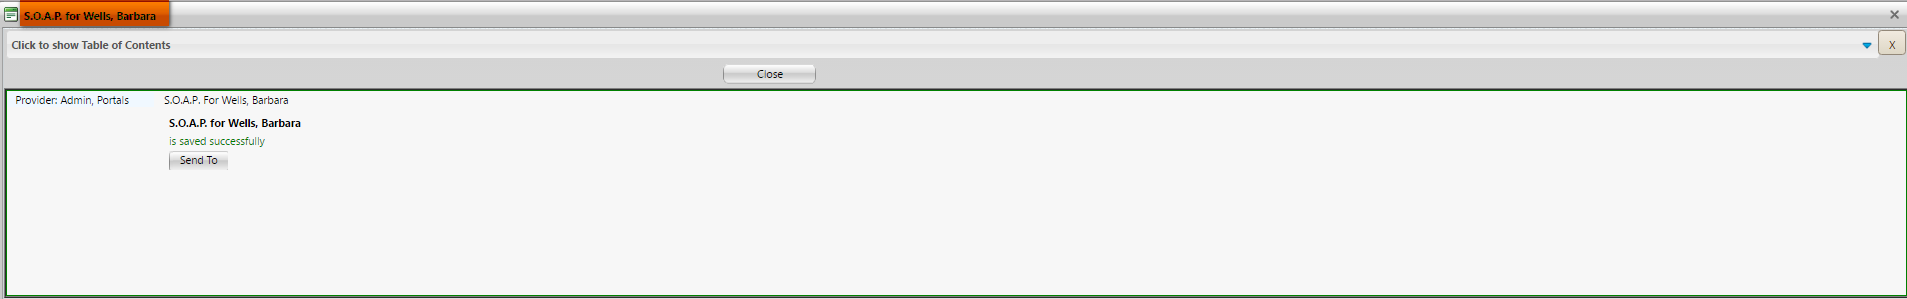 S.O.A.P. for Wells, Barbara
Click to show Table of Contents
X
Close
Provider: Admin, Portals
S.O.A.P. For Wells, Barbara
S.O.A.P. for Wells, Barbara
is saved successfully
Send To